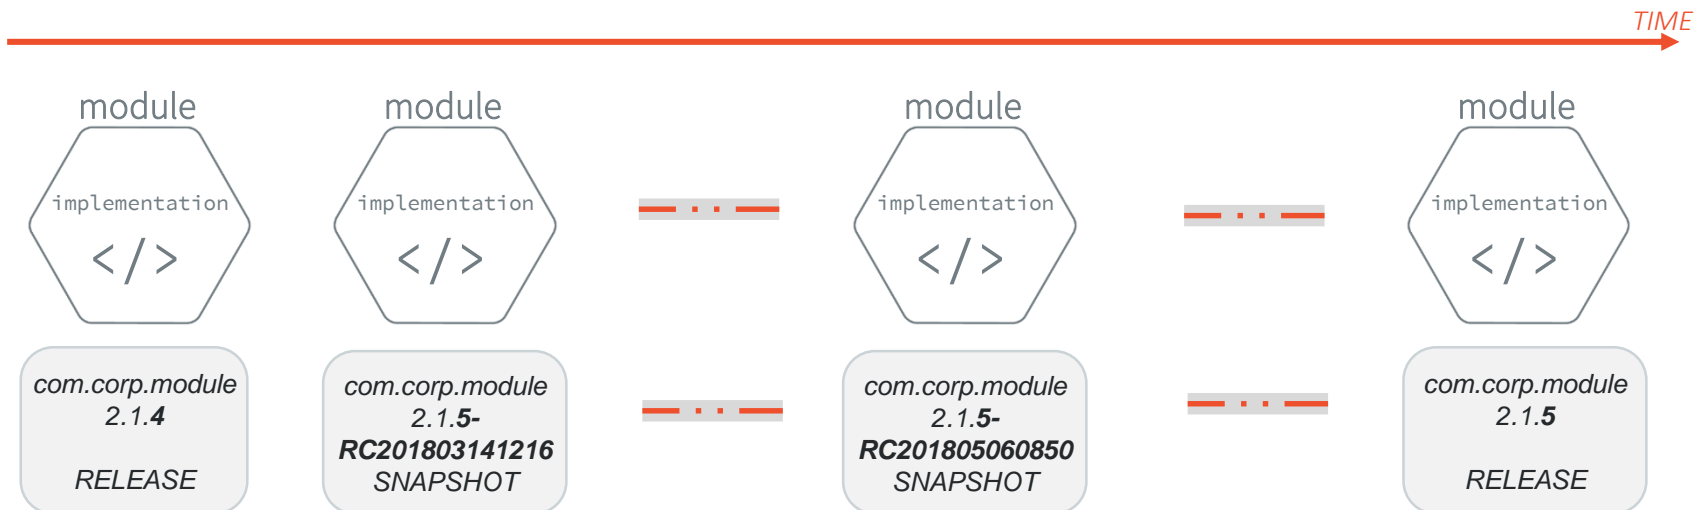 TIME
module
module
module
module
implementation
implementation
implementation
implementation
</>
</>
</>
</>
com.corp.module
2.1.4
RELEASE
com.corp.module
2.1.5-
RC201803141216
SNAPSHOT
com.corp.module
2.1.5-
RC201805060850
SNAPSHOT
com.corp.module
2.1.5
RELEASE